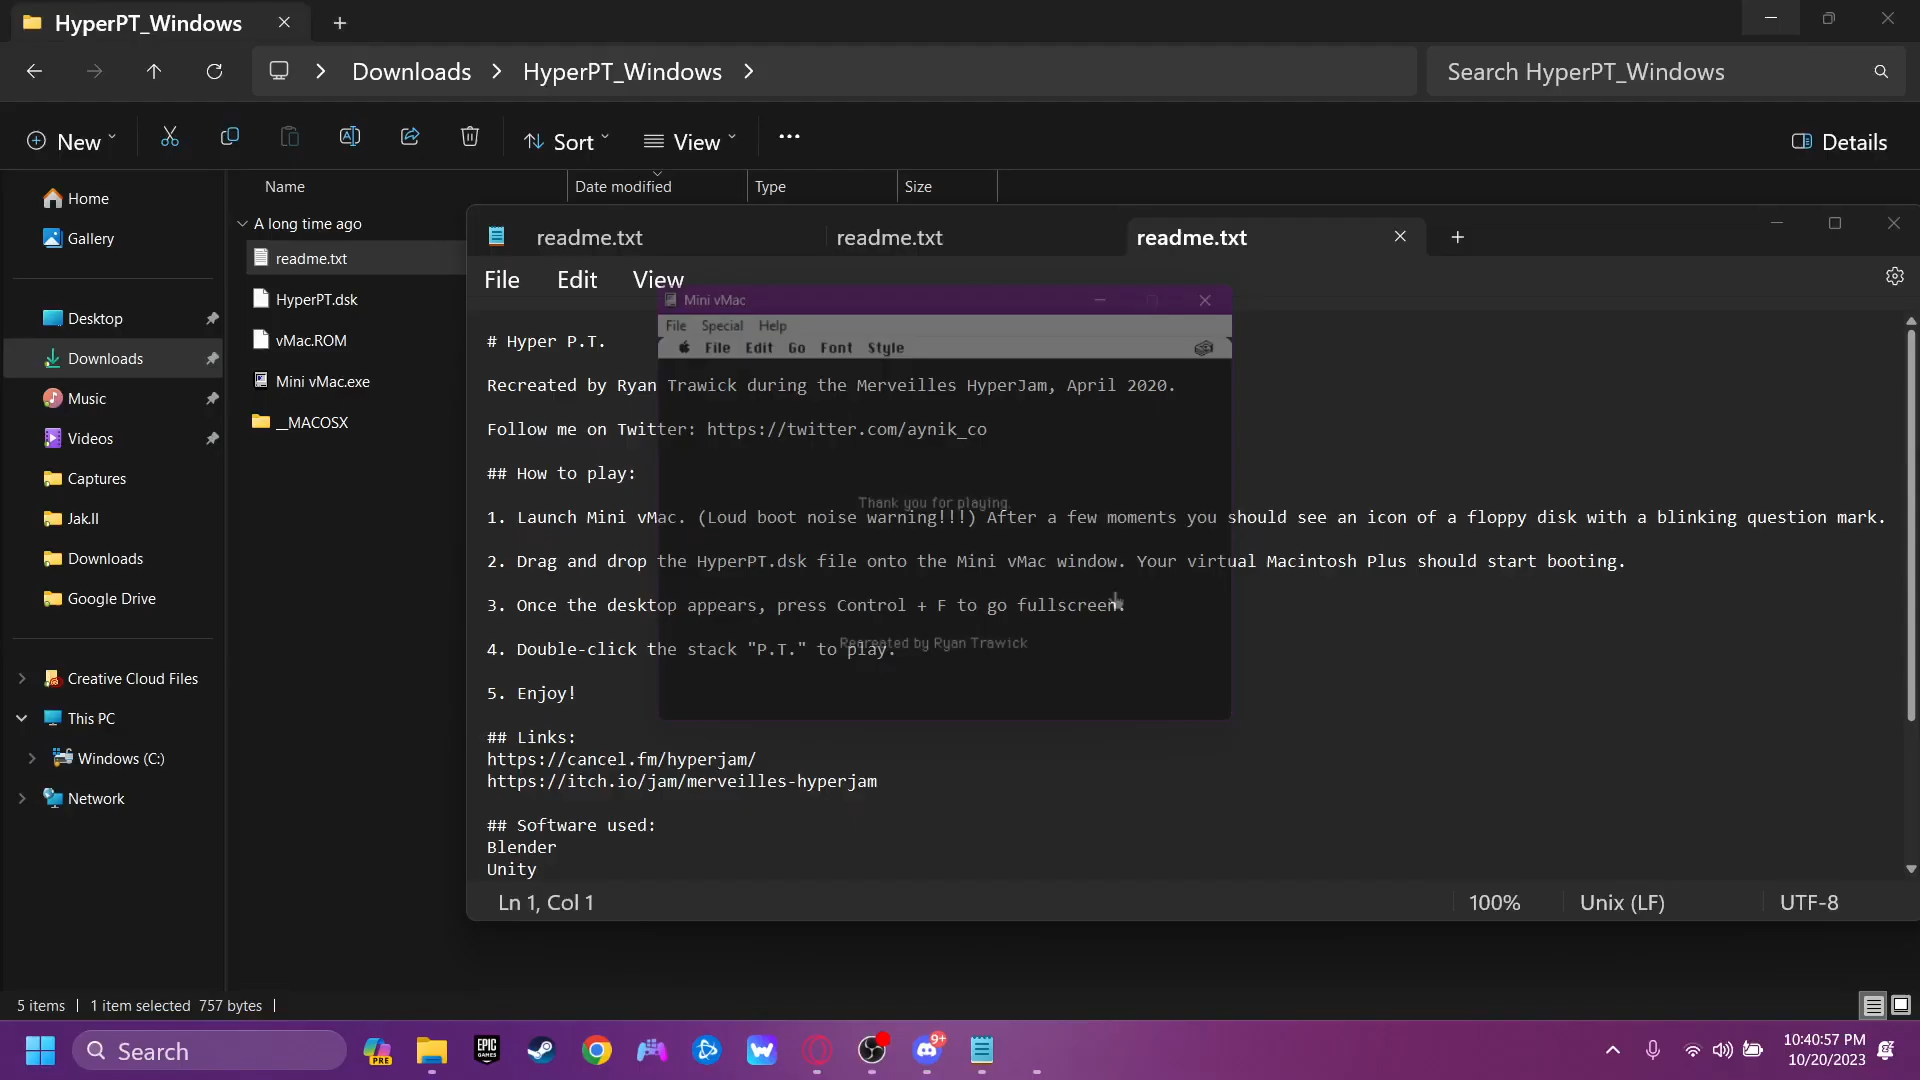 HyperPT_Windows
Downloads
HyperPT_Windows
Search HyperPT_Windows
New
Sort
View
Details
Name
Date modified
Type
Size
Home
Gallery
Desktop
Downloads
Music
Videos
Captures
Jak.II
Downloads
Google Drive
Creative Cloud Files
This PC
Windows (C:)
Network
A long time ago
readme.txt
HyperPT.dsk
vMac.ROM
Mini vMac.exe
__MACOSX
readme.txt
readme.txt
readme.txt
File
Edit
View
Mini vMac
File Special Help
File Edit Go Font Style
# Hyper P.T.
Recreated by Ryan Trawick during the Merveilles HyperJam, April 2020.
Follow me on Twitter: https://twitter.com/aynik_co
## How to play:
Thank you for playing.
1. Launch Mini vMac. (Loud boot noise warning!!!) After a few moments you should see an icon of a floppy disk with a blinking question mark.
2. Drag and drop the HyperPT.dsk file onto the Mini vMac window. Your virtual Macintosh Plus should start booting.
3. Once the desktop appears, press Control + F to go fullscreen.
Recreated by Ryan Trawick
4. Double-click the stack "P.T." to play.
5. Enjoy!
## Links:
https://cancel.fm/hyperjam/
https://itch.io/jam/merveilles-hyperjam
## Software used:
Blender
Unity
Ln 1, Col 1
100%
Unix (LF)
UTF-8
5 items
1 item selected 757 bytes
Search
PRE
EPIC GAMES
9+
10:40:57 PM
10/20/2023